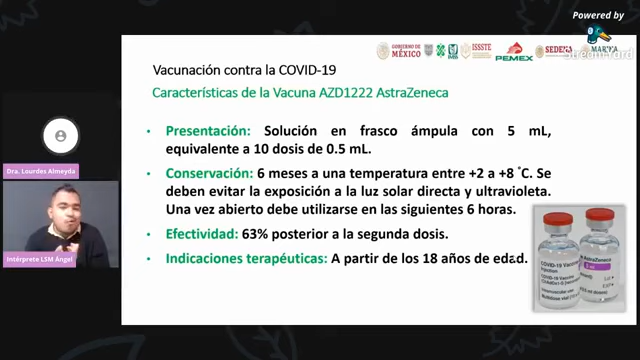 Powered by
StreamYard
GOBIERNO DE
MÉXICO
IMSS
ISSSTE
PEMEX
SEDENA
MARINA
Vacunación contra la COVID-19
Características de la Vacuna AZD1222 AstraZeneca
• Presentación: Solución en frasco ámpula con 5 mL,
equivalente a 10 dosis de 0.5 mL.
• Conservación: 6 meses a una temperatura entre +2 a +8 °C. Se
deben evitar la exposición a la luz solar directa y ultravioleta.
Una vez abierto debe utilizarse en las siguientes 6 horas.
• Efectividad: 63% posterior a la segunda dosis.
• Indicaciones terapéuticas: A partir de los 18 años de edad.
Dra. Lourdes Almeyda
Intérprete LSM Ángel
COVID-19 Vaccine
AstraZeneca